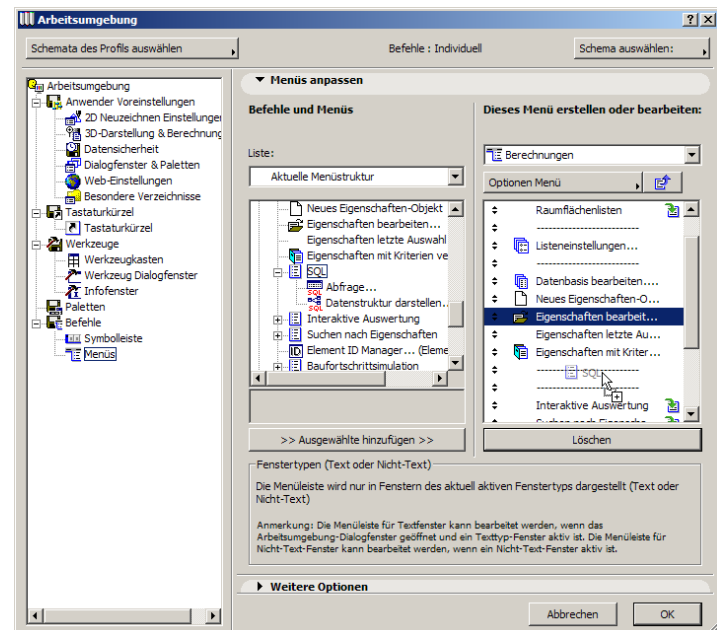 Arbeitsumgebung
Schemata des Profils auswählen
Befehle : Individuell
Schema auswählen:
Arbeitsumgebung
Anwender Voreinstellungen
2D Neuzeichnen Einstellungen
3D-Darstellung & Berechnung
Datensicherheit
Dialogfenster & Paletten
Web-Einstellungen
Besondere Verzeichnisse
Tastaturkürzel
Tastaturkürzel
Werkzeuge
Werkzeugkasten
Werkzeug Dialogfenster
Infofenster
Paletten
Befehle
Symbolleiste
Menüs
Menüs anpassen
Befehle und Menüs
Liste:
Aktuelle Menüstruktur
Neues Eigenschaften-Objekt
Eigenschaften bearbeiten...
Eigenschaften letzte Auswahl
Eigenschaften mit Kriterien ve
SQL
Abfrage...
Datenstruktur darstellen..
Interaktive Auswertung
Suchen nach Eigenschaften
Element ID Manager... (Eleme
Baufortschrittsimulation
>> Ausgewählte hinzufügen >>
Dieses Menü erstellen oder bearbeiten:
Berechnungen
Optionen Menü
Raumflächenlisten
--------------------------
Listeneinstellungen...
--------------------------
Datenbasis bearbeiten....
Neues Eigenschaften-O...
Eigenschaften bearbeit...
Eigenschaften letzte Au...
Eigenschaften mit Kriter...
SQL
--------------------------
Interaktive Auswertung
Suchen nach Eigenscha
Löschen
Fenstertypen (Text oder Nicht-Text)
Die Menüleiste wird nur in Fenstern des aktuell aktiven Fenstertyps dargestellt (Text oder
Nicht-Text)
Anmerkung: Die Menüleiste für Textfenster kann bearbeitet werden, wenn das
Arbeitsumgebung-Dialogfenster geöffnet und ein Texttyp-Fenster aktiv ist. Die Menüleiste für
Nicht-Text-Fenster kann bearbeitet werden, wenn ein Nicht-Text-Fenster aktiv ist.
Weitere Optionen
Abbrechen
OK